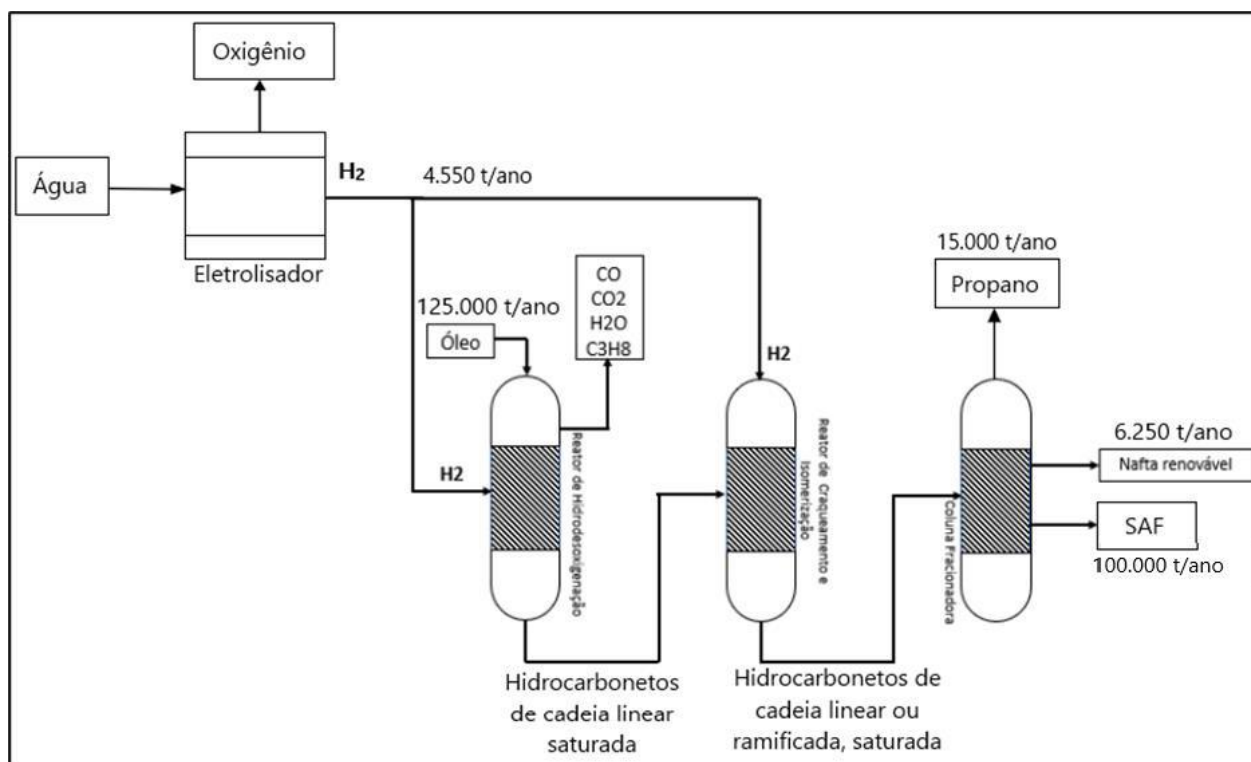 Oxigênio
Água
H2
4.550 t/ano
Eletrolisador
125.000 t/ano
Óleo
CO
CO2
H2O
C3H8
H2
H2
Reator de Hidrodesoxigenação
Reator de Craqueamento e
Isomerização
15.000 t/ano
Propano
6.250 t/ano
Nafta renovável
SAF
100.000 t/ano
Coluna Fracionadora
Hidrocarbonetos
de cadeia linear
saturada
Hidrocarbonetos de
cadeia linear ou
ramificada, saturada